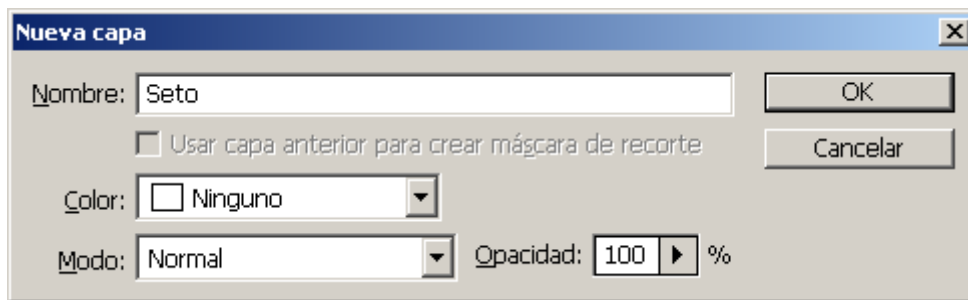 Nueva capa
Nombre: Seto OK
Usar capa anterior para crear máscara de recorte Cancelar
Color: Ninguno
Modo: Normal Opacidad: 100 %